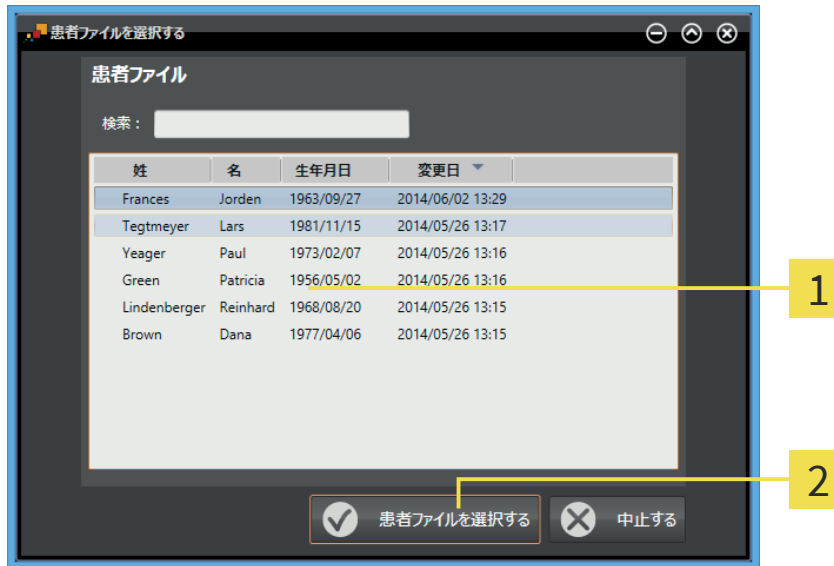 患者ファイルを選択する
患者ファイル
検索：
姓 名 生年月日 変更日
Frances Jorden 1963/09/27 2014/06/02 13:29
Tegtmeyer Lars 1981/11/15 2014/05/26 13:17
Yeager Paul 1973/02/07 2014/05/26 13:16
Green Patricia 1956/05/02 2014/05/26 13:16
1
Lindenberger Reinhard 1968/08/20 2014/05/26 13:15
Brown Dana 1977/04/06 2014/05/26 13:15
2
患者ファイルを選択する 中止する